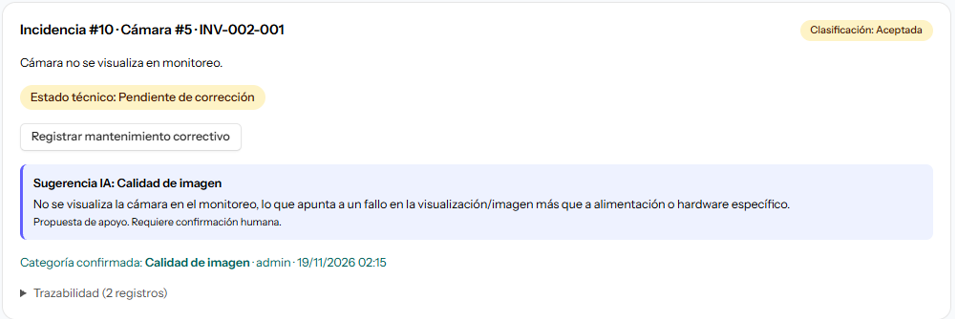 Incidencia #10 · Cámara #5 · INV-002-001
Clasificación: Aceptada
Cámara no se visualiza en monitoreo.
Estado técnico: Pendiente de corrección
Registrar mantenimiento correctivo
Sugerencia IA: Calidad de imagen
No se visualiza la cámara en el monitoreo, lo que apunta a un fallo en la visualización/imagen más que a alimentación o hardware específico.
Propuesta de apoyo. Requiere confirmación humana.
Categoría confirmada: Calidad de imagen · admin · 19/11/2026 02:15
Trazabilidad (2 registros)